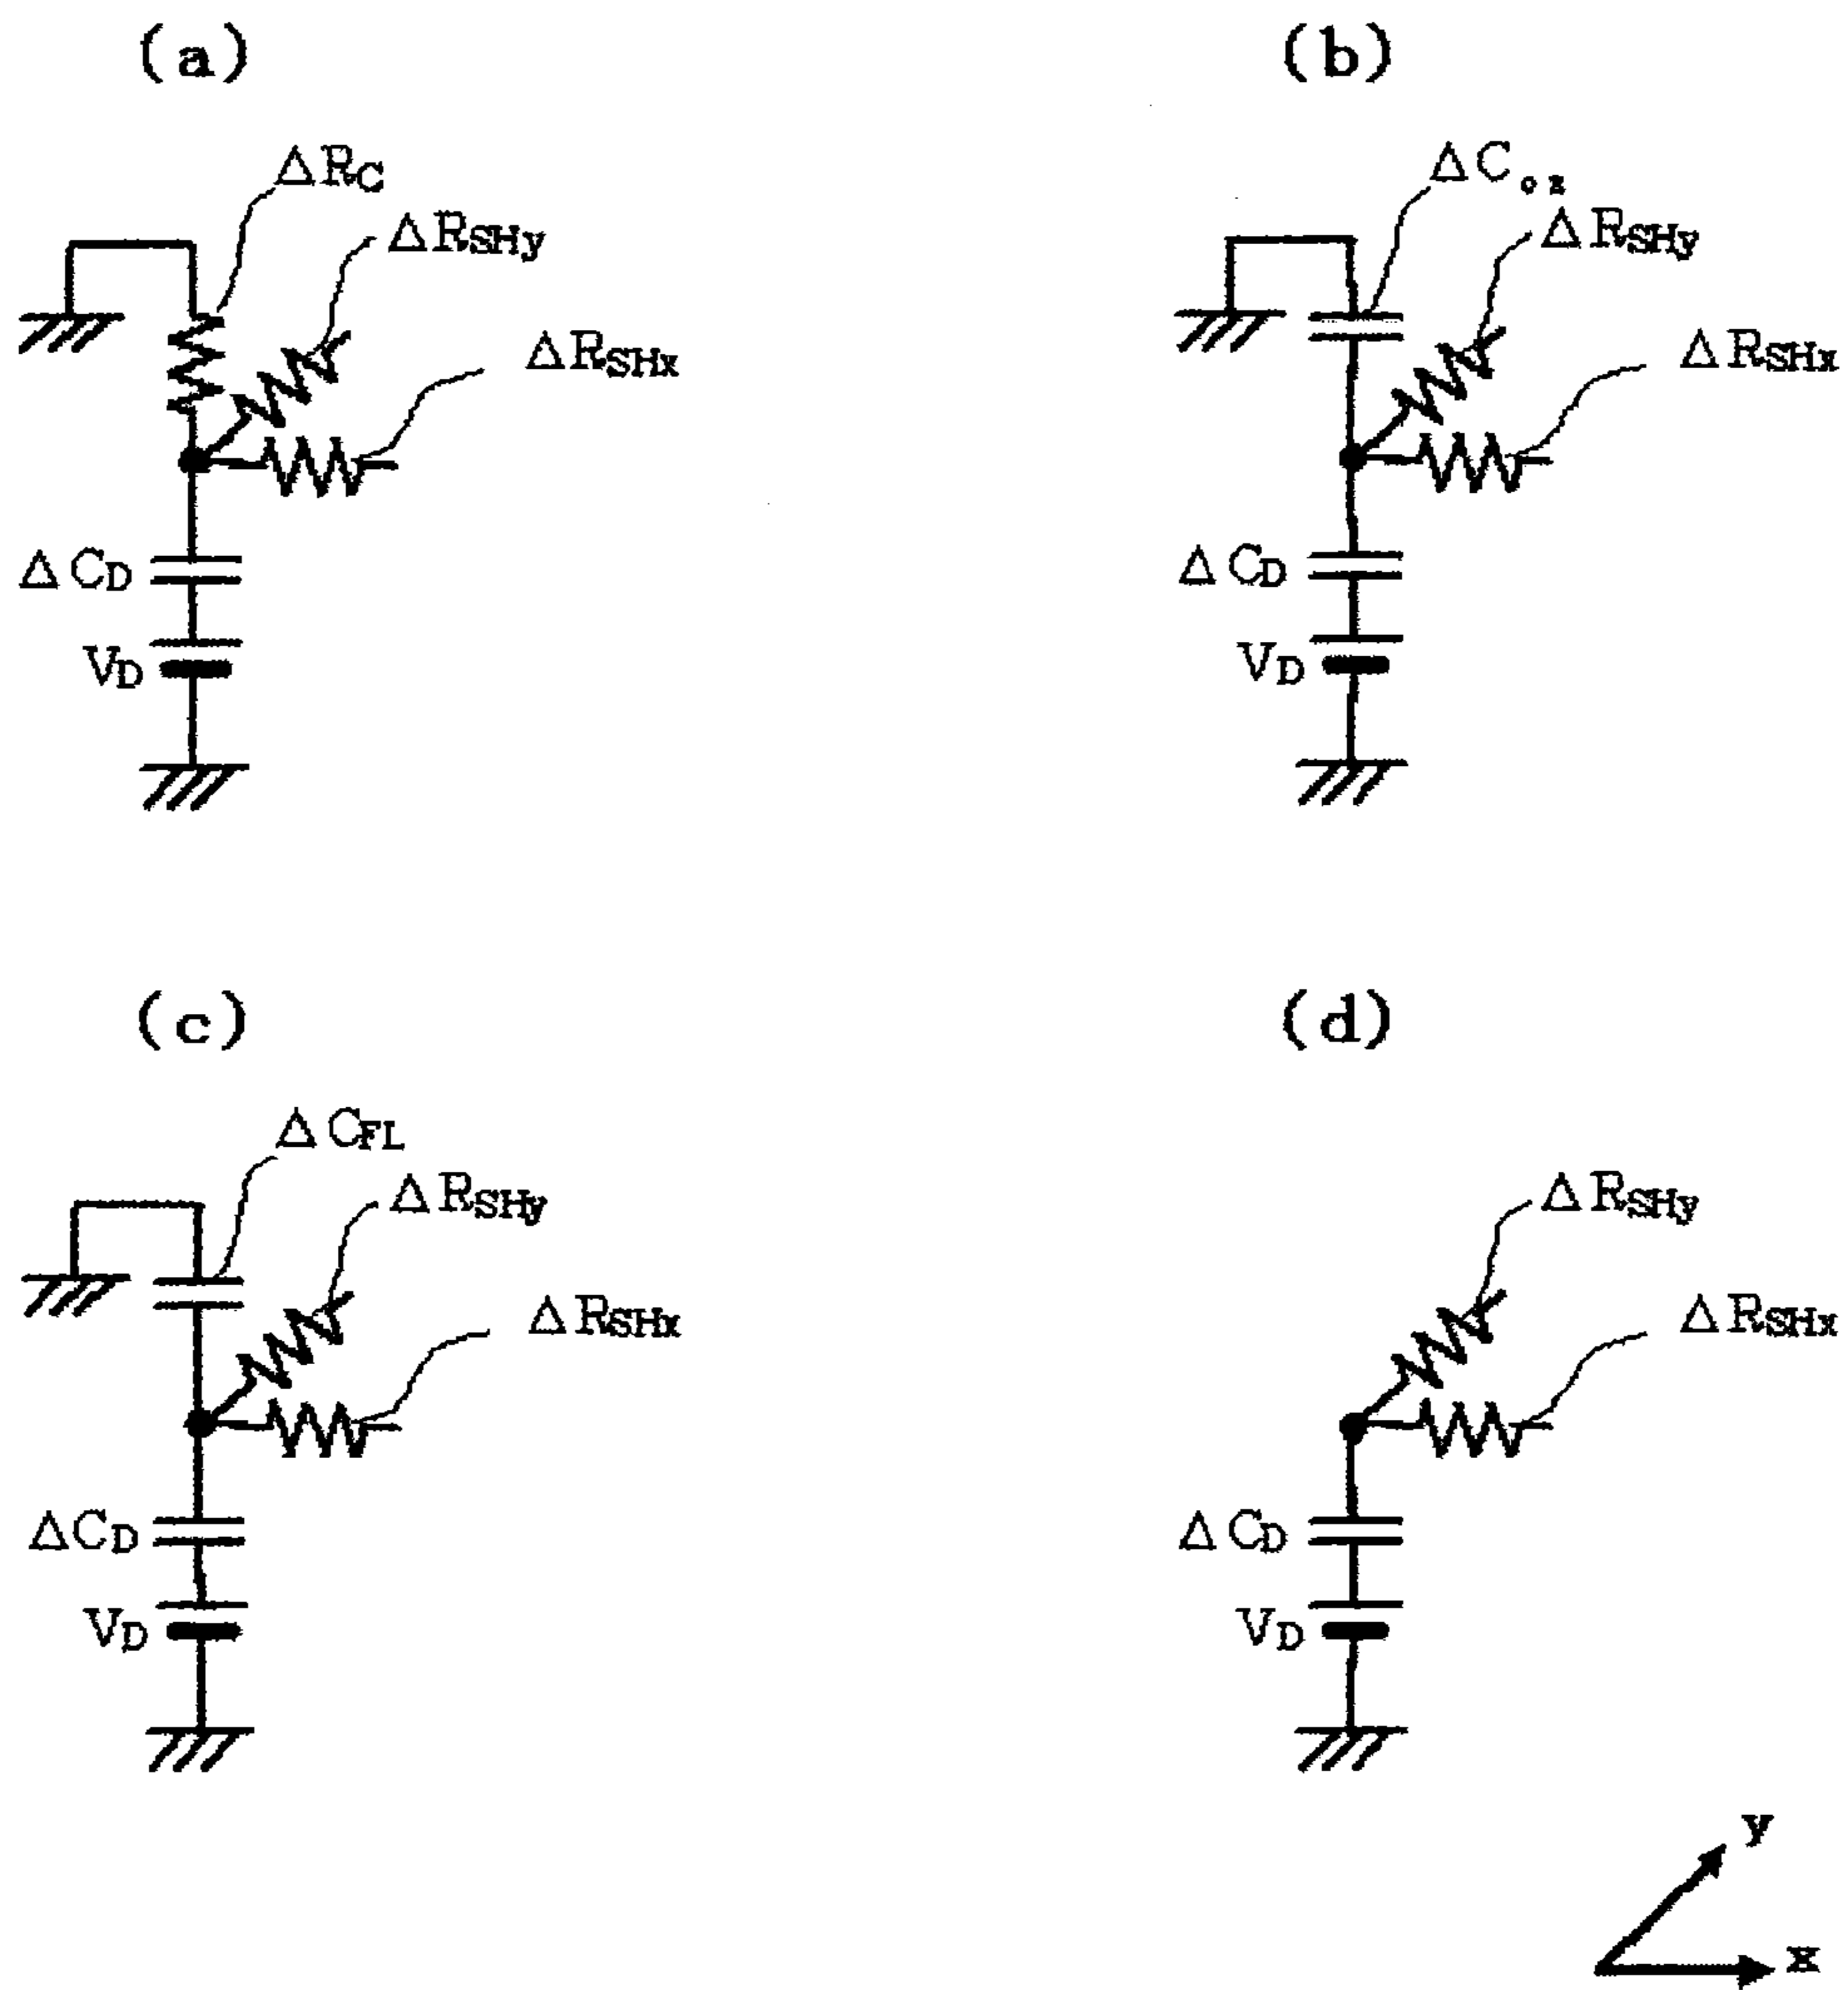 (a)
ΔRC
ΔRSHy
ΔRSHx
ΔCD
VD
(b)
ΔCox
ΔRSHy
ΔRSHx
ΔCD
VD
(c)
ΔCFL
ΔRSHy
ΔRSHx
ΔCD
VD
(d)
ΔRSHy
ΔRSHx
ΔCD
VD
y
x